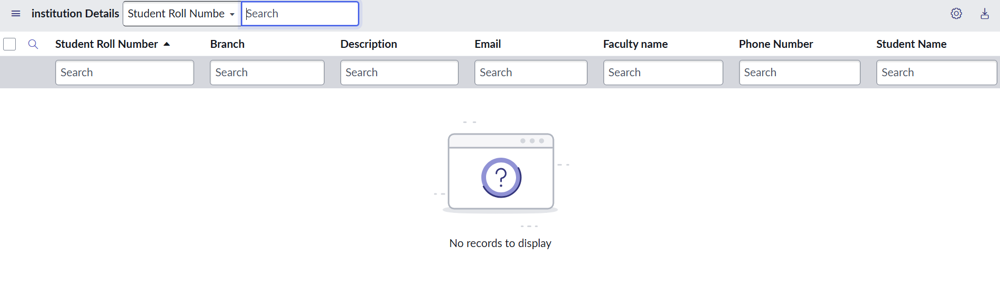 institution Details Student Roll Numbe Search
Student Roll Number Branch Description Email Faculty name Phone Number Student Name
Search Search Search Search Search Search Search
?
No records to display